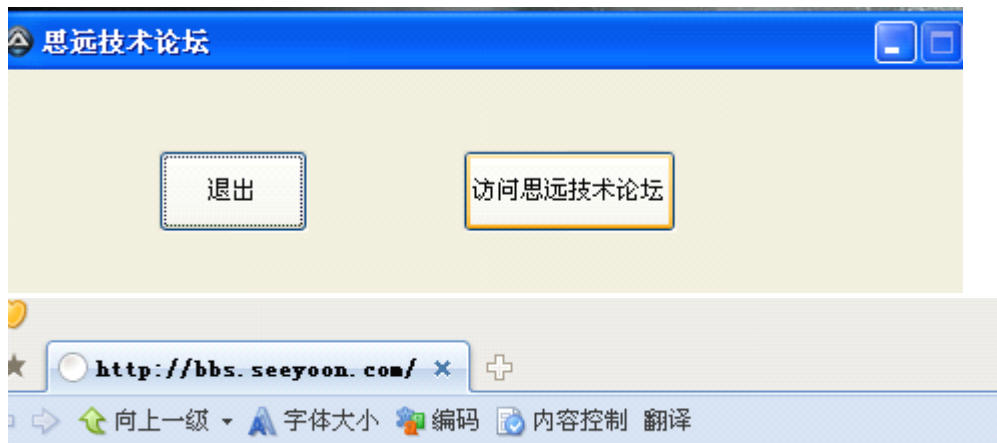 思远技术论坛
退出 访问思远技术论坛
http://bbs.seeyoon.com/
向上一级 字体大小 编码 内容控制 翻译